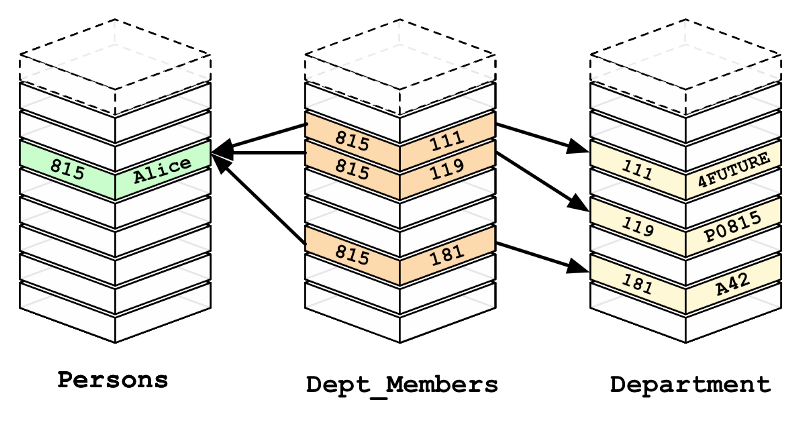 815 Alice
Persons
815 111
815 119
815 181
Dept_Members
111 4FUTURE
119 P0815
181 A42
Department